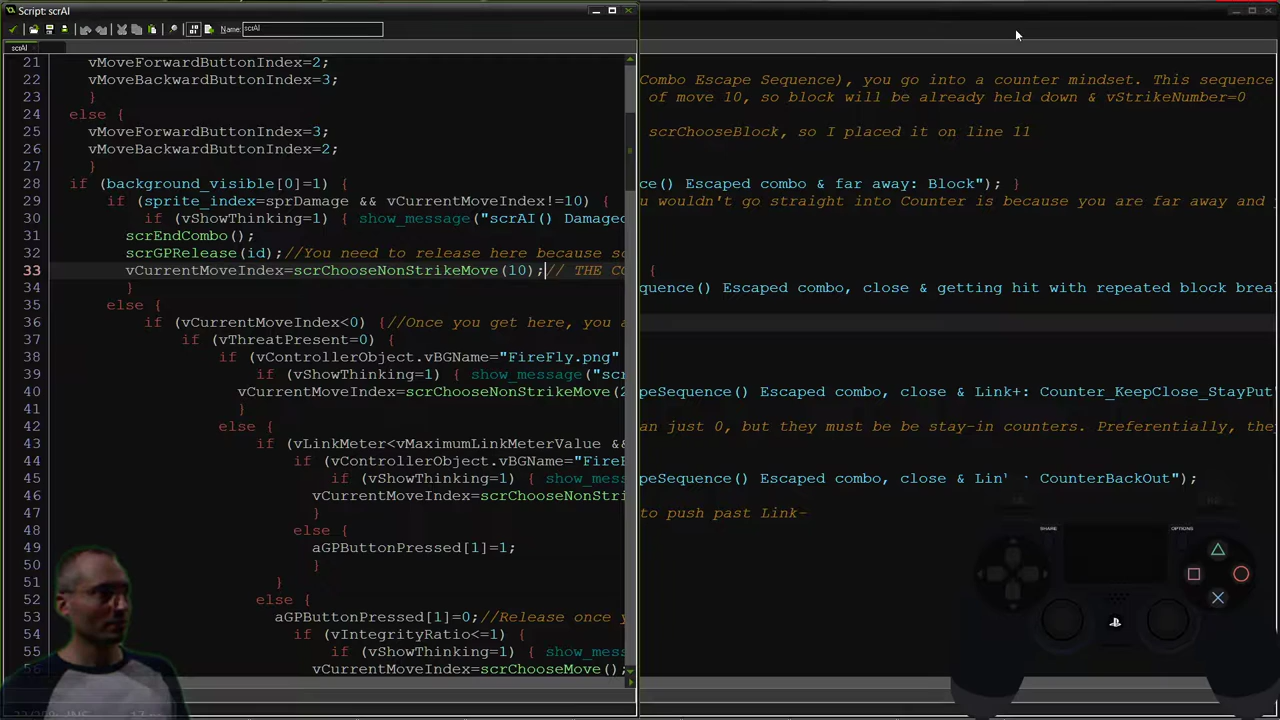 Script: scrAI
Name: scrAI
scrAI
21 vMoveForwardButtonIndex=2;
22 vMoveBackwardButtonIndex=3;
23 }
24 else {
25 vMoveForwardButtonIndex=3;
26 vMoveBackwardButtonIndex=2;
27 }
28 if (background_visible[0]=1) {
29 if (sprite_index=sprDamage && vCurrentMoveIndex!=10) {
30 if (vShowThinking=1) { show_message("scrAI() Damaged
31 scrEndCombo();
32 scrGPRelease(id);//You need to release here because
33 vCurrentMoveIndex=scrChooseNonStrikeMove(10);// THE
34 }
35 else {
36 if (vCurrentMoveIndex<0) {//Once you get here, you
37 if (vThreatPresent=0) {
38 if (vControllerObject.vBGName="FireFly.png"
39 if (vShowThinking=1) { show_message("scr
40 vCurrentMoveIndex=scrChooseNonStrikeMove(2
41 }
42 else {
43 if (vLinkMeter<vMaximumLinkMeterValue &&
44 if (vControllerObject.vBGName="FireF
45 if (vShowThinking=1) { show_mess
46 vCurrentMoveIndex=scrChooseNonStri
47 }
48 else {
49 aGPButtonPressed[1]=1;
50 }
51 }
52 else {
53 aGPButtonPressed[1]=0;//Release once
54 if (vIntegrityRatio<=1) {
55 if (vShowThinking=1) { show_mess
56 vCurrentMoveIndex=scrChooseMove();
Combo Escape Sequence), you go into a counter mindset. This sequence
of move 10, so block will be already held down & vStrikeNumber=0
scrChooseBlock, so I placed it on line 11
ce() Escaped combo & far away: Block"); }
u wouldn't go straight into Counter is because you are far away and
{
quence() Escaped combo, close & getting hit with repeated block brea
peSequence() Escaped combo, close & Link+: Counter_KeepClose_StayPut"
an just 0, but they must be be stay-in counters. Preferentially, the
peSequence() Escaped combo, close & Lin : CounterBackOut");
to push past Link-
SHARE
OPTIONS